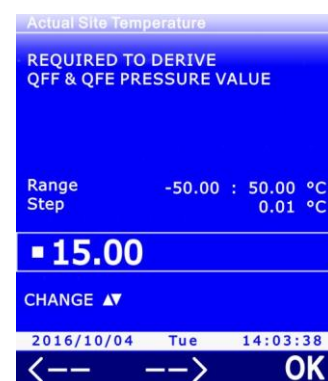 Actual Site Temperature
REQUIRED TO DERIVE
QFF & QFE PRESSURE VALUE
Range -50.00 : 50.00 °C
Step 0.01 °C
▪15.00
CHANGE ▲▼
2016/10/04 Tue 14:03:38
<-- --> OK